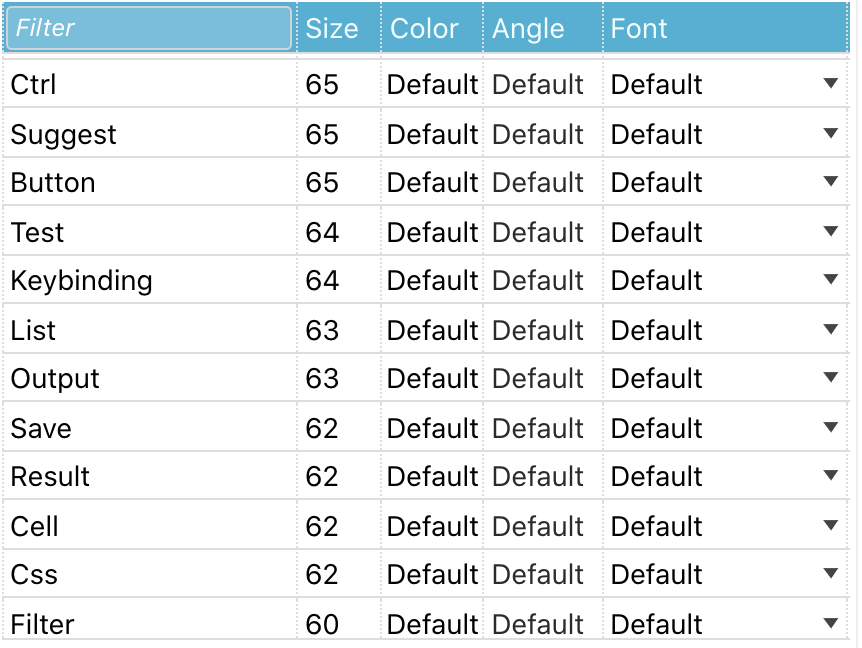 Filter Size Color Angle Font
Ctrl 65 Default Default Default
Suggest 65 Default Default Default
Button 65 Default Default Default
Test 64 Default Default Default
Keybinding 64 Default Default Default
List 63 Default Default Default
Output 63 Default Default Default
Save 62 Default Default Default
Result 62 Default Default Default
Cell 62 Default Default Default
Css 62 Default Default Default
Filter 60 Default Default Default